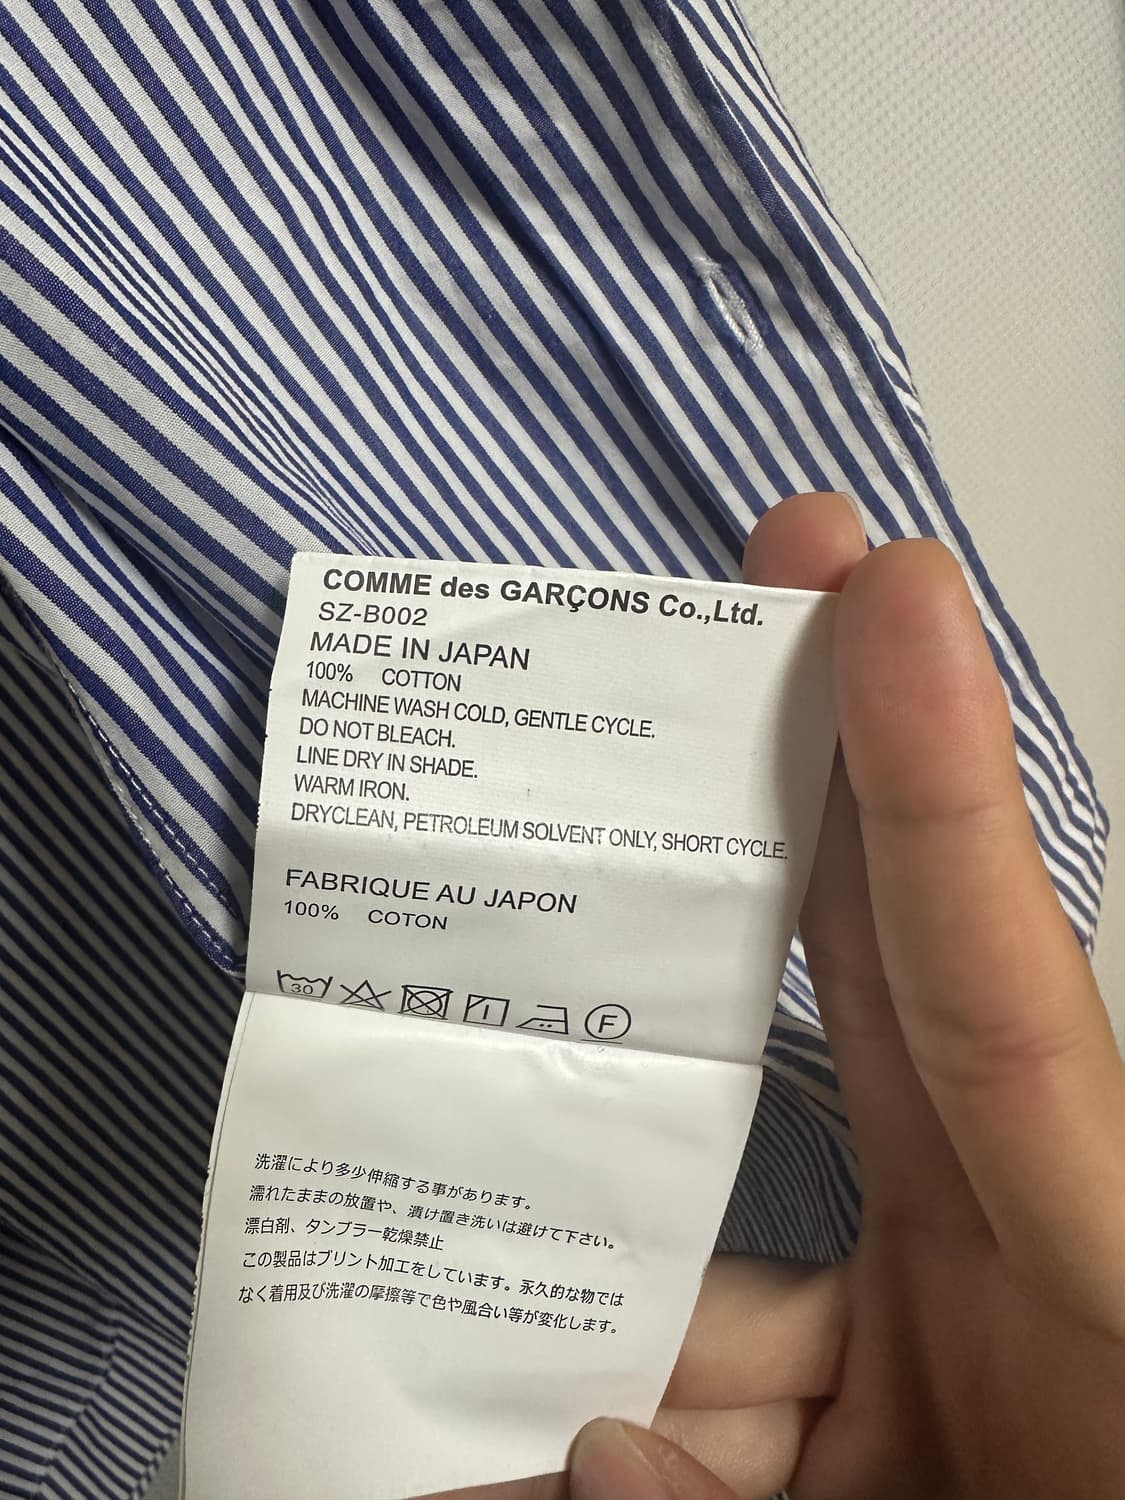 COMME des GARÇONS Co.,Ltd.
SZ-B002
MADE IN JAPAN
100% COTTON
MACHINE WASH COLD, GENTLE CYCLE.
DO NOT BLEACH.
LINE DRY IN SHADE.
WARM IRON.
DRYCLEAN, PETROLEUM SOLVENT ONLY, SHORT CYCLE.
FABRIQUE AU JAPON
100% COTON
30 F
洗濯により多少伸縮する事があります。
濡れたままの放置や、漬け置き洗いは避けて下さい。
漂白剤、タンブラー乾燥禁止
この製品はプリント加工をしています。永久的な物では
なく着用及び洗濯の摩擦等で色や風合い等が変化します。